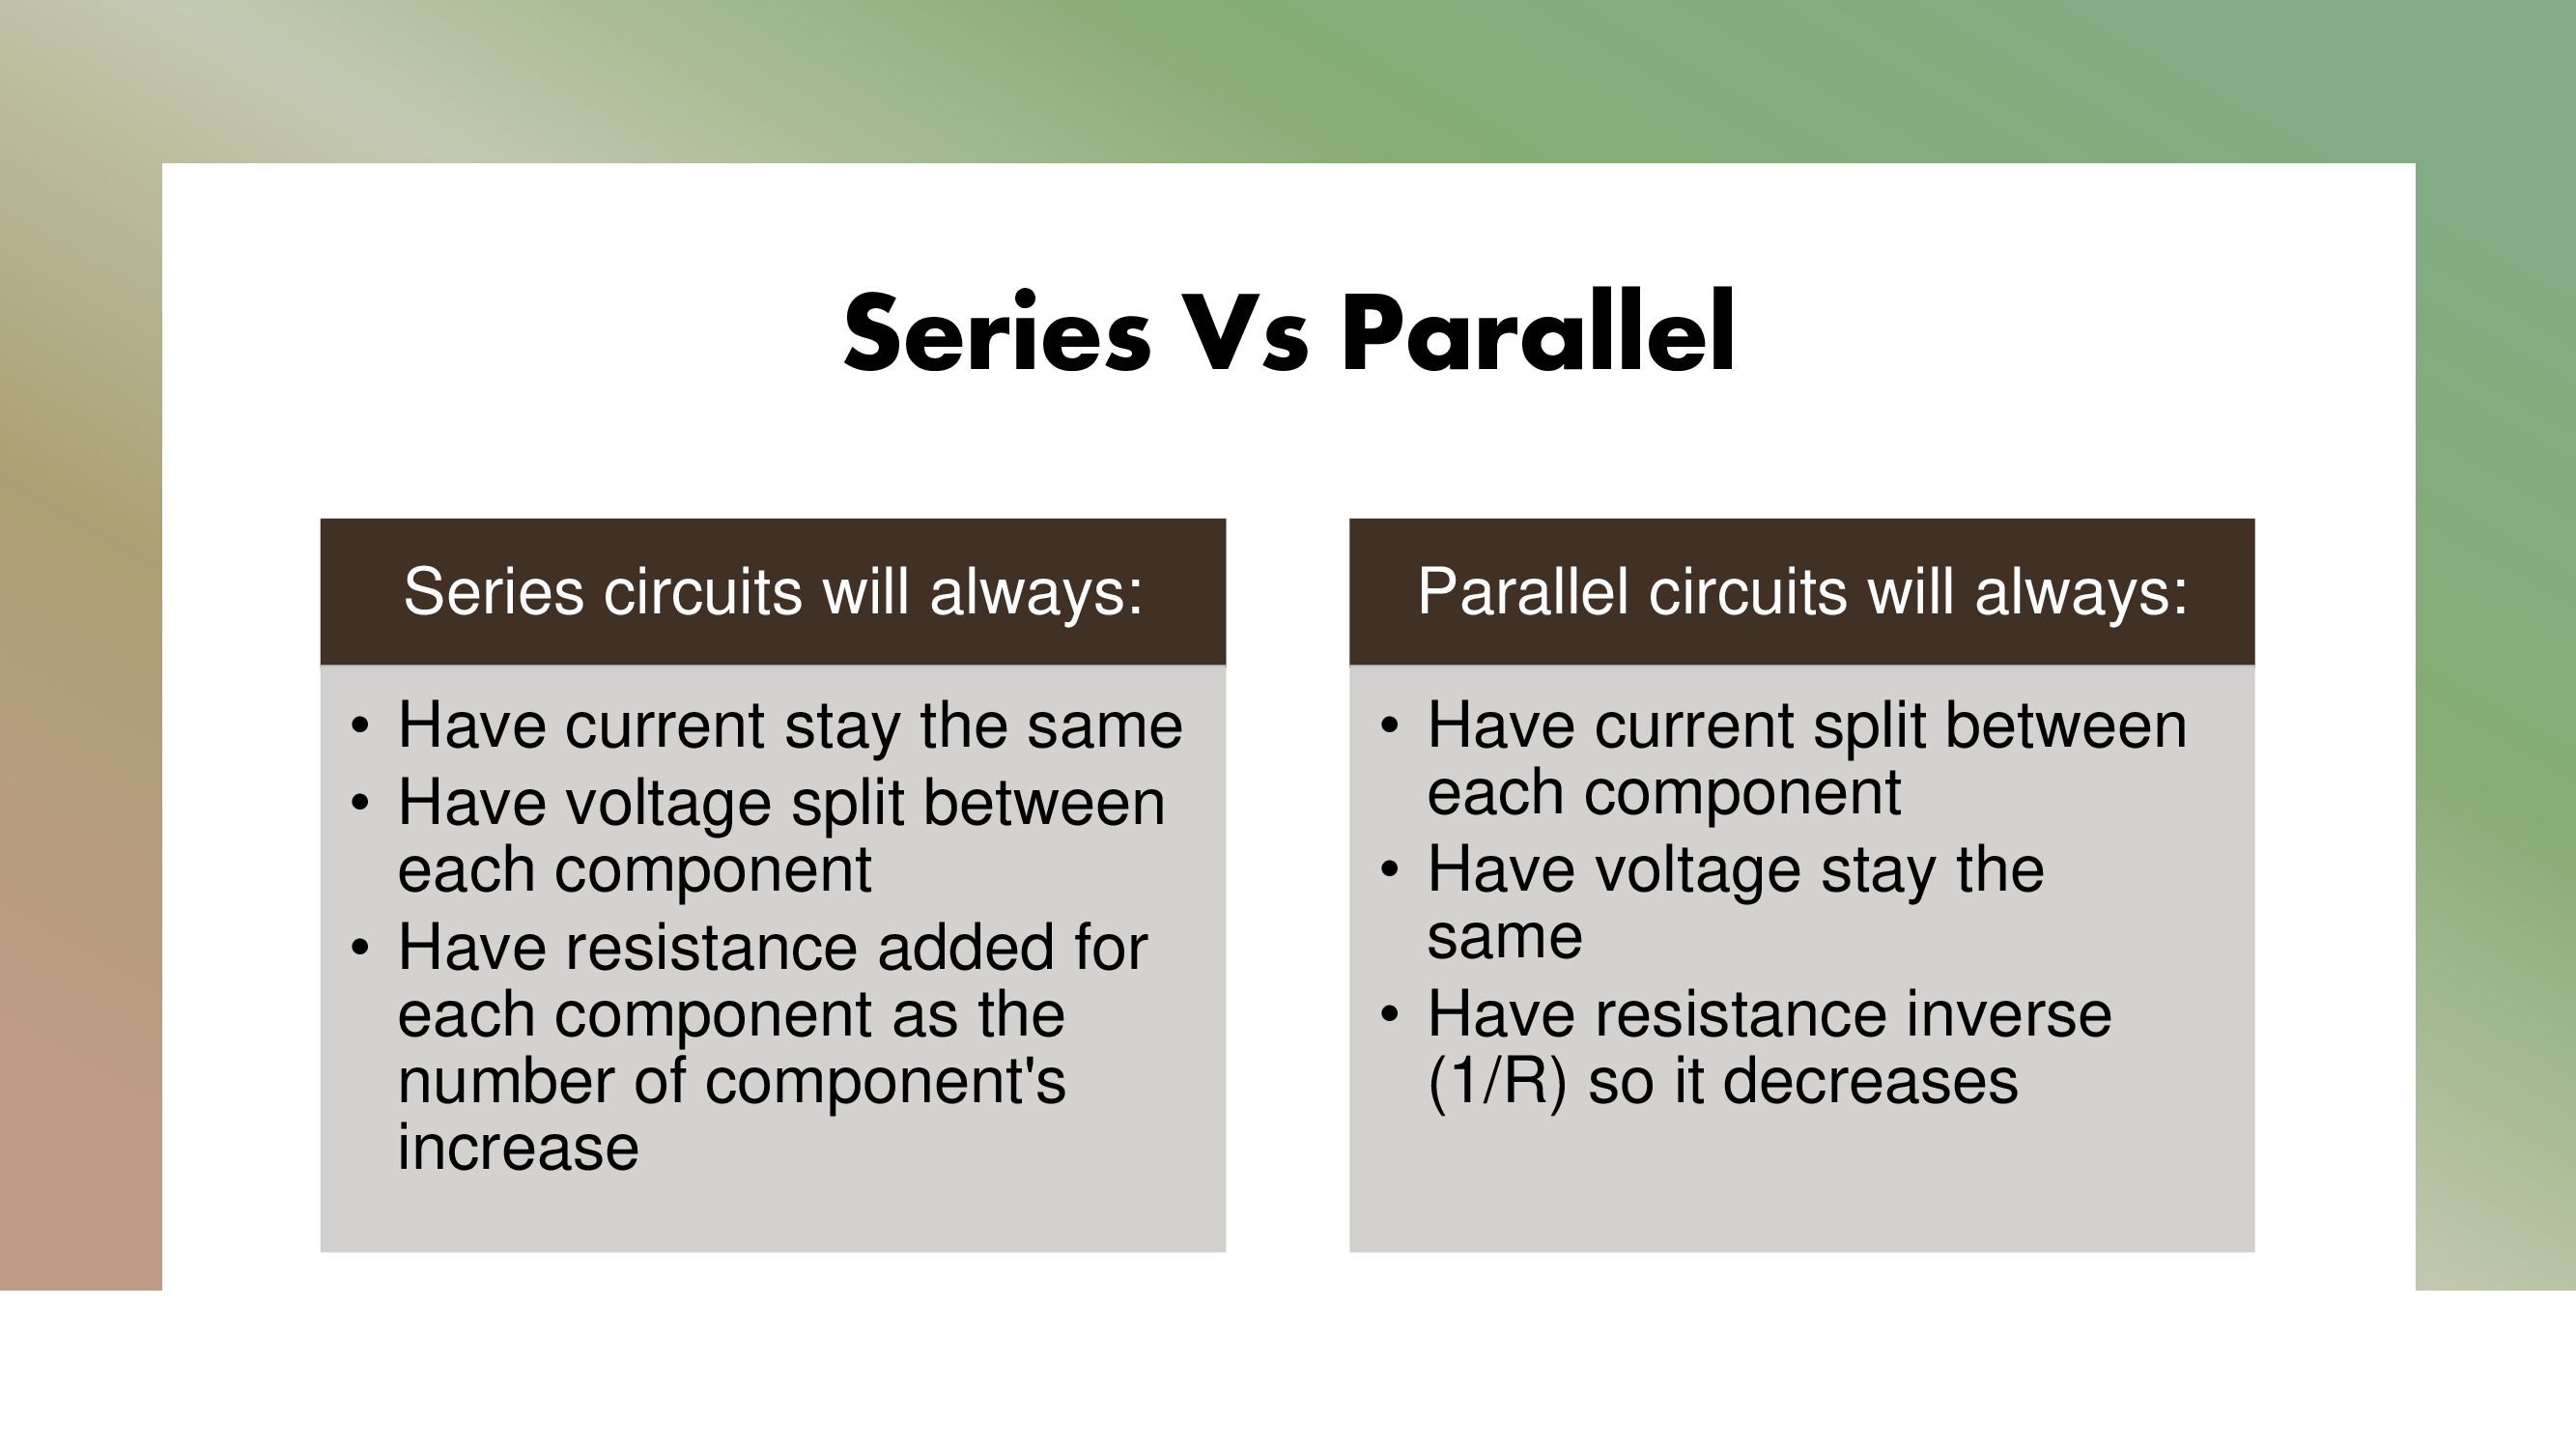 Series Vs Parallel
Series circuits will always:
• Have current stay the same
• Have voltage split between
each component
• Have resistance added for
each component as the
number of component's
increase
Parallel circuits will always:
• Have current split between
each component
• Have voltage stay the
same
• Have resistance inverse
(1/R) so it decreases